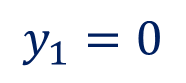 y₁ = 0